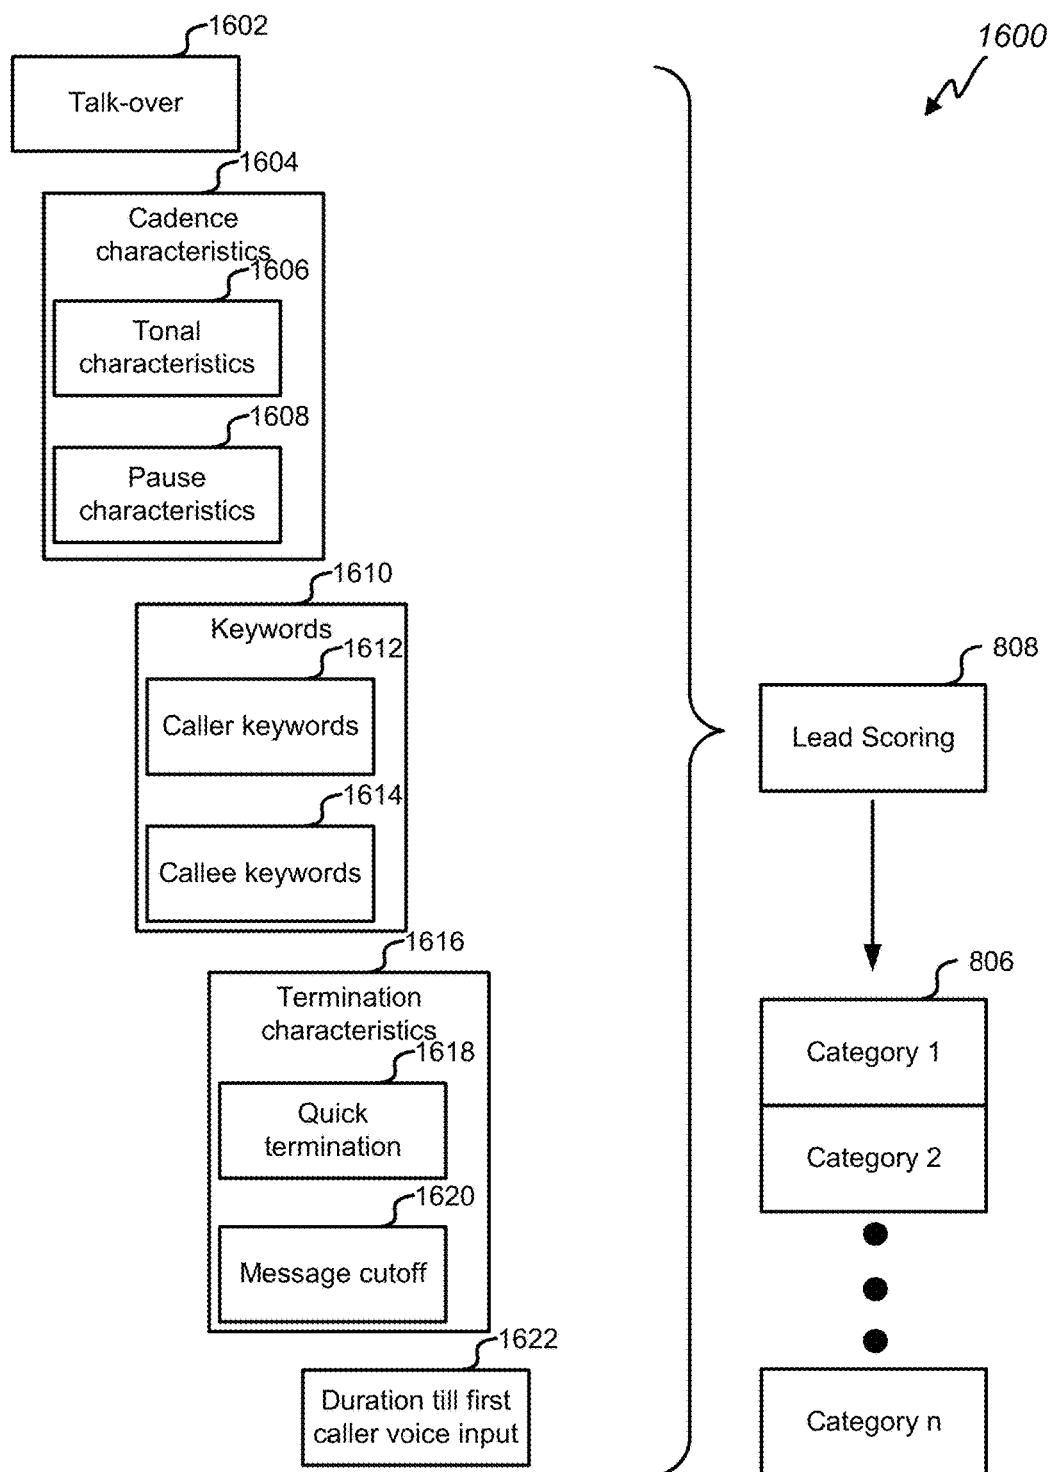 1602
1600
Talk-over
1604
Cadence
characteristics
1606
Tonal
characteristics
1608
Pause
characteristics
1610
Keywords
1612
Caller keywords
808
Lead Scoring
1614
Callee keywords
1616
806
Termination
characteristics
1618
Category 1
Quick
termination
Category 2
1620
Message cutoff
1622
Duration till first
caller voice input
Category n